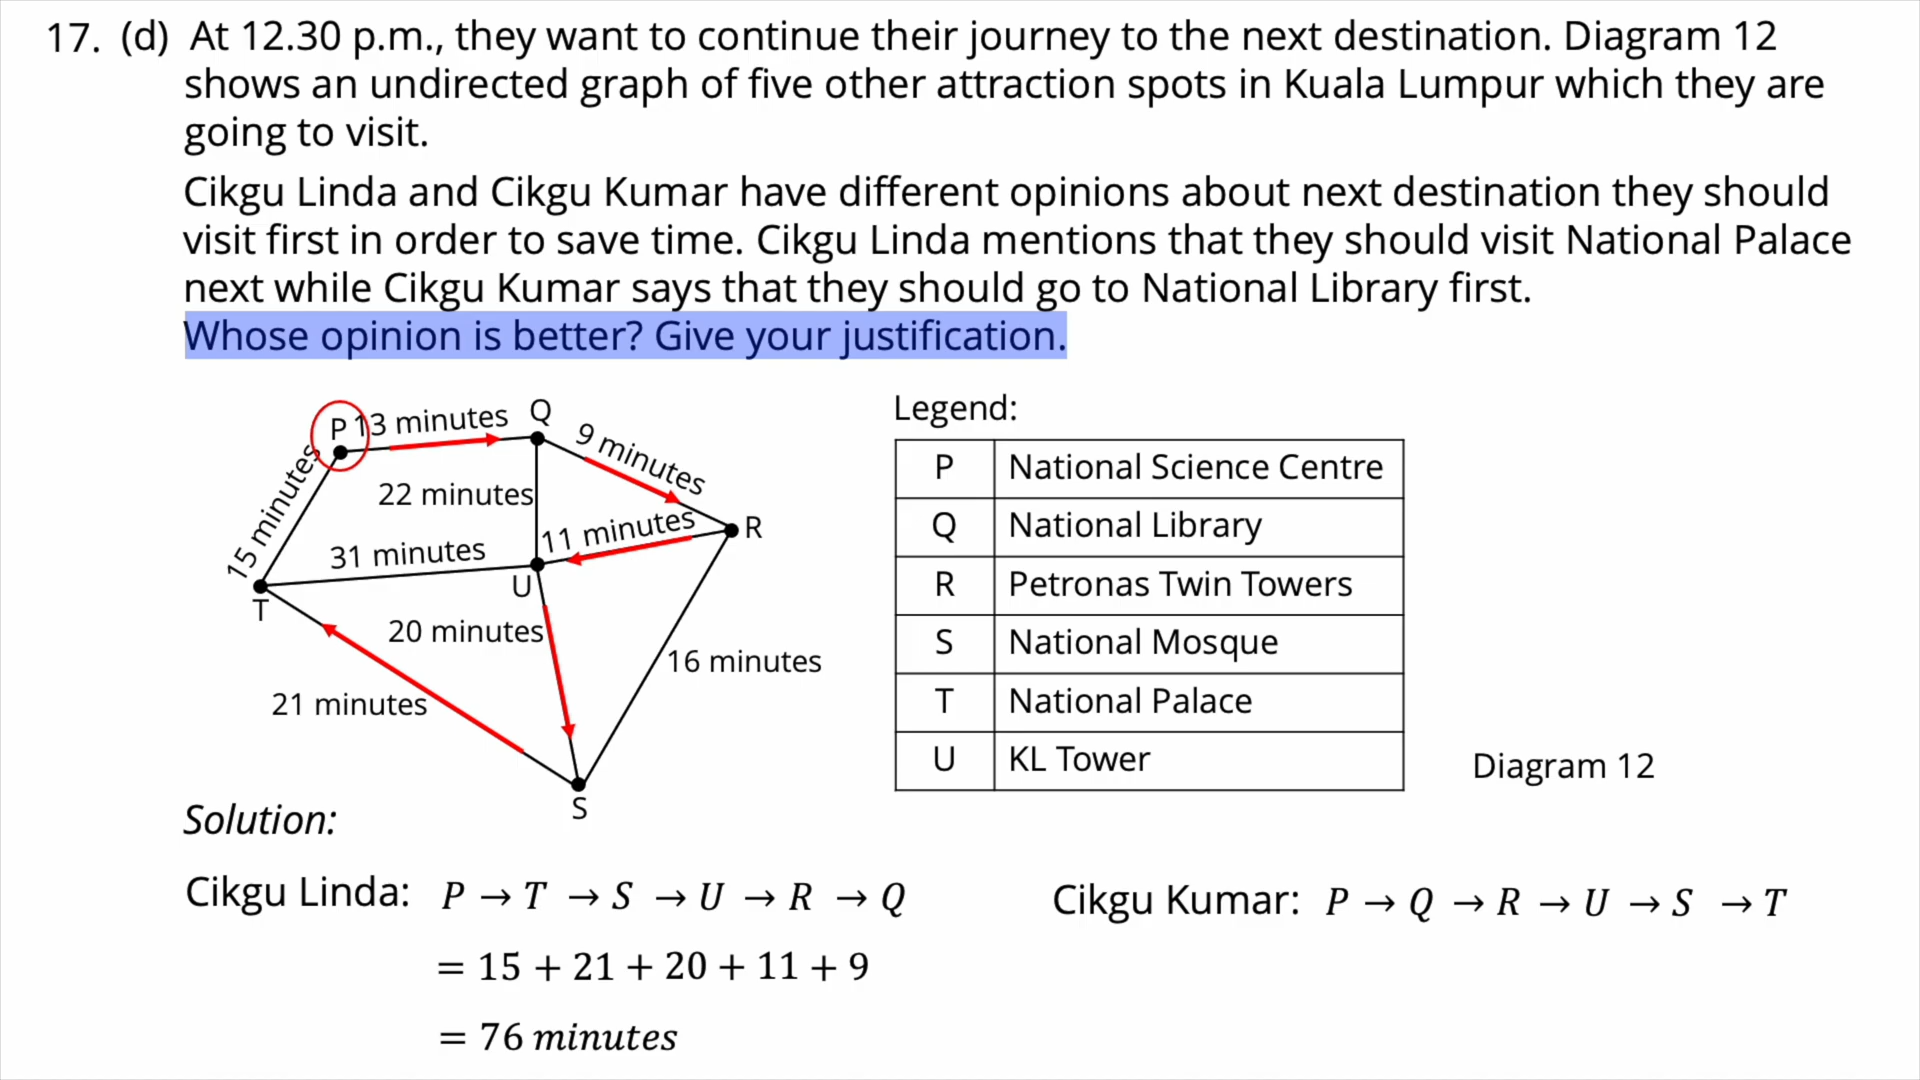 17. (d) At 12.30 p.m., they want to continue their journey to the next destination. Diagram 12
shows an undirected graph of five other attraction spots in Kuala Lumpur which they are
going to visit.
Cikgu Linda and Cikgu Kumar have different opinions about next destination they should
visit first in order to save time. Cikgu Linda mentions that they should visit National Palace
next while Cikgu Kumar says that they should go to National Library first.
Whose opinion is better? Give your justification.
P 13 minutes Q
9 minutes
15 minutes
22 minutes
11 minutes R
31 minutes
U
T
20 minutes
16 minutes
21 minutes
S
Legend:
P National Science Centre
Q National Library
R Petronas Twin Towers
S National Mosque
T National Palace
U KL Tower
Diagram 12
Solution:
Cikgu Linda: P → T → S → U → R → Q
= 15 + 21 + 20 + 11 + 9
= 76 minutes
Cikgu Kumar: P → Q → R → U → S → T